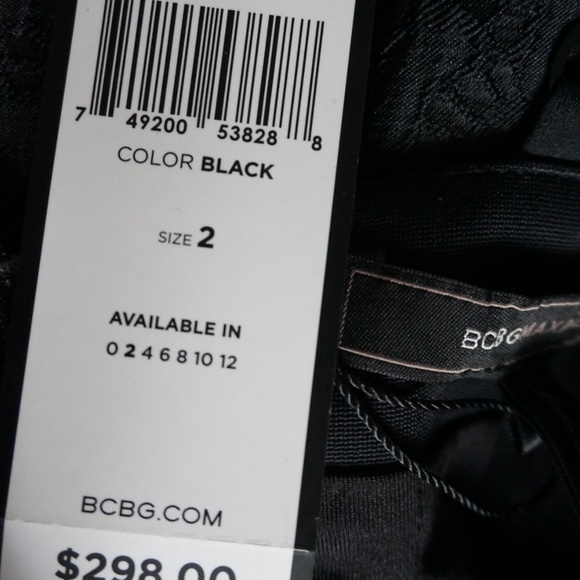 7 49200 53828 8
COLOR BLACK
SIZE 2
AVAILABLE IN
0 2 4 6 8 10 12
BCBG.COM
$298.00
BCBGMAXA